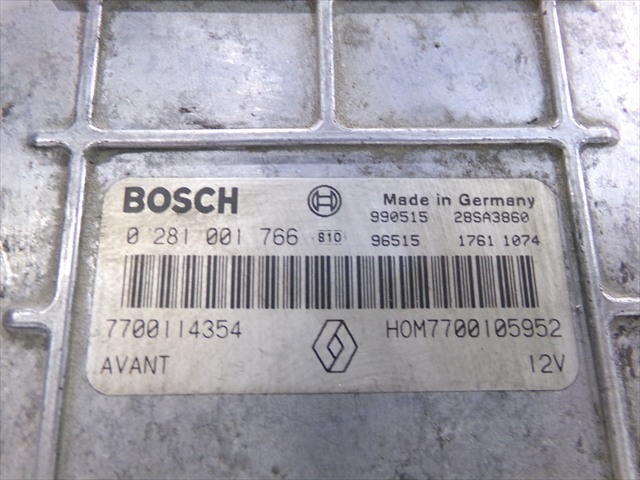 BOSCH Made in Germany
990515 28SA3860
0 281 001 766 810 96515 1761 1074
7700114354 HOM7700105952
AVANT 12V